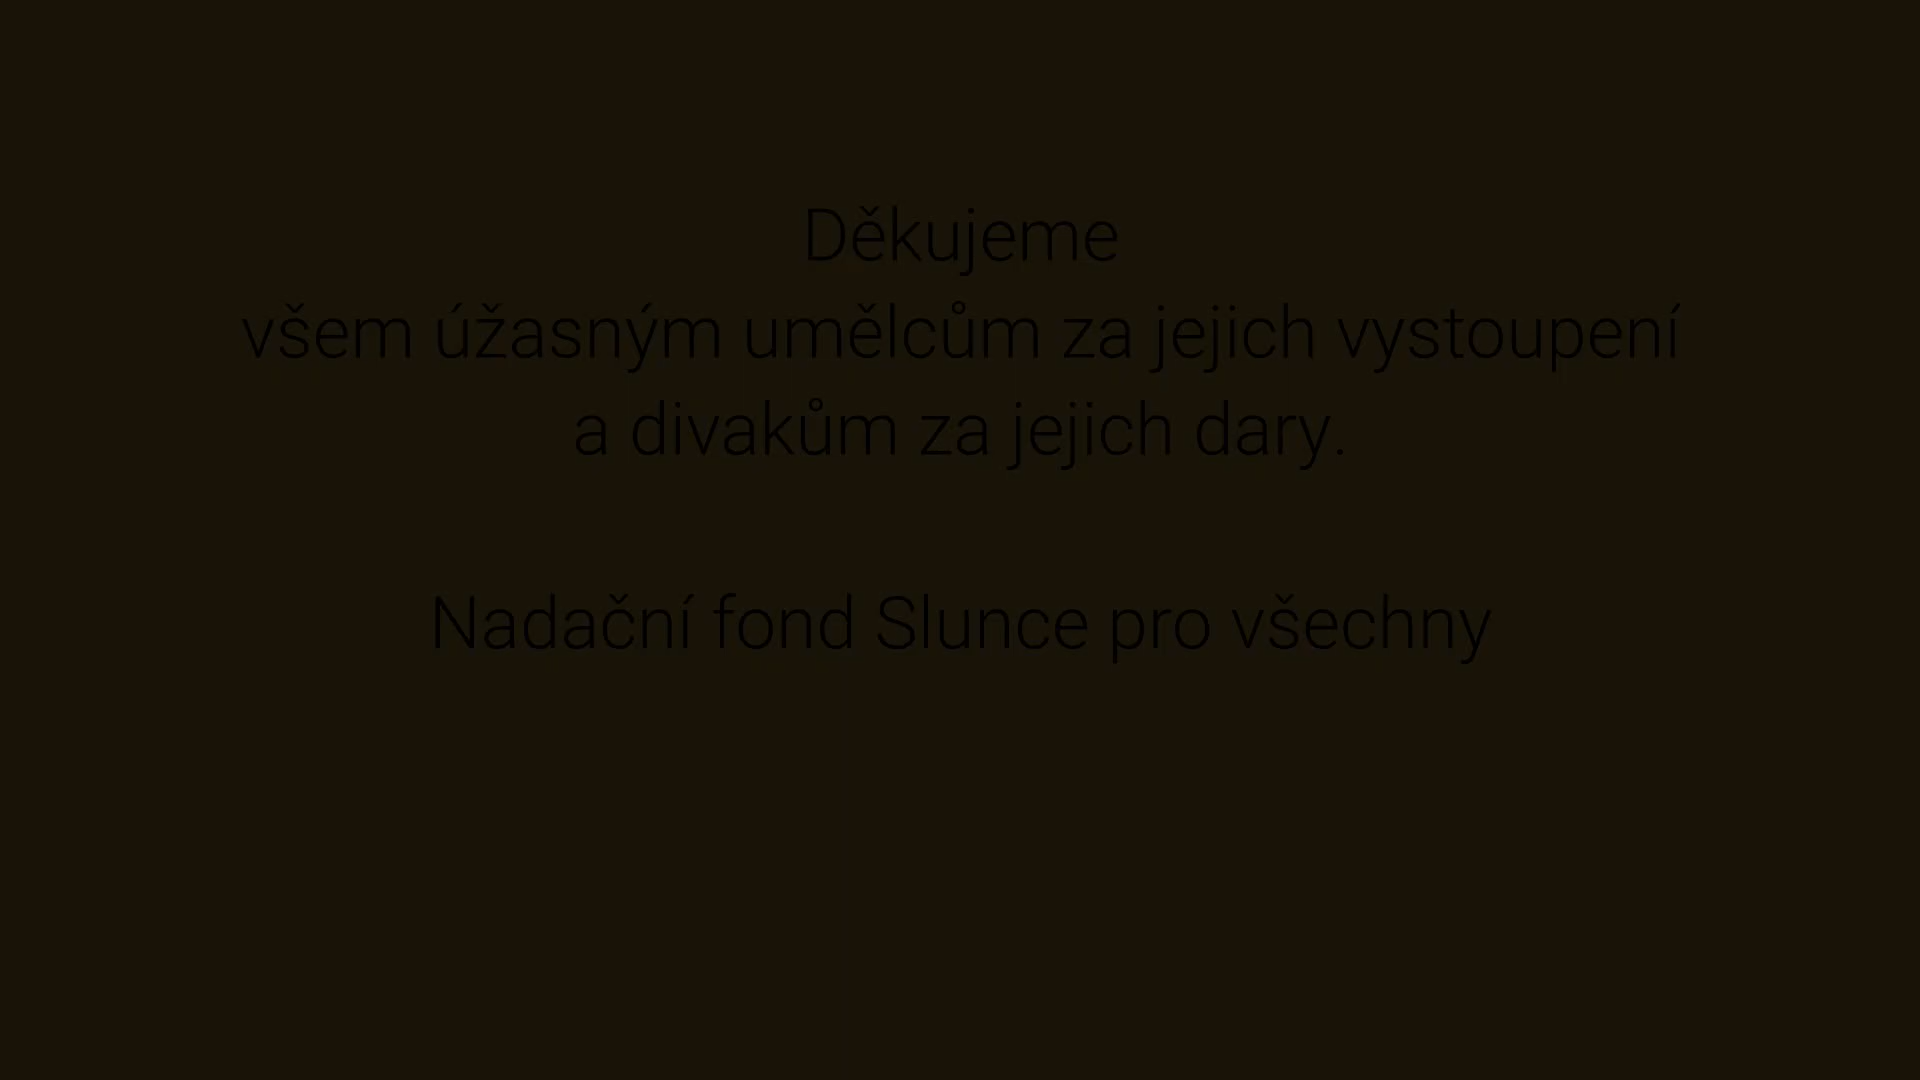 Děkujeme
všem úžasným umělcům za jejich vystoupení
a divakům za jejich dary.
Nadační fond Slunce pro všechny